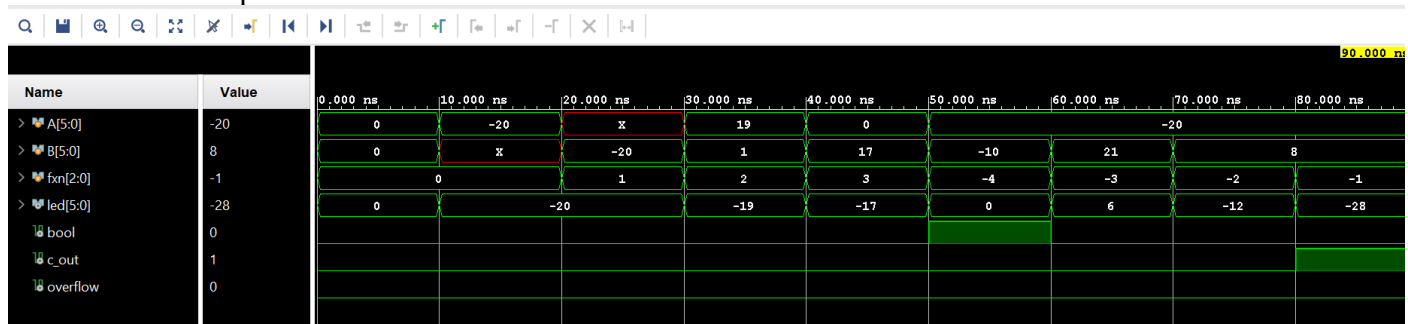 90.000 ns
Name Value
0.000 ns 10.000 ns 20.000 ns 30.000 ns 40.000 ns 50.000 ns 60.000 ns 70.000 ns 80.000 ns
A[5:0] -20 0 -20 X 19 0 -20
B[5:0] 8 0 X -20 1 17 -10 21 8
fxn[2:0] -1 0 1 2 3 -4 -3 -2 -1
led[5:0] -28 0 -20 -19 -17 0 6 -12 -28
bool 0
c_out 1
overflow 0